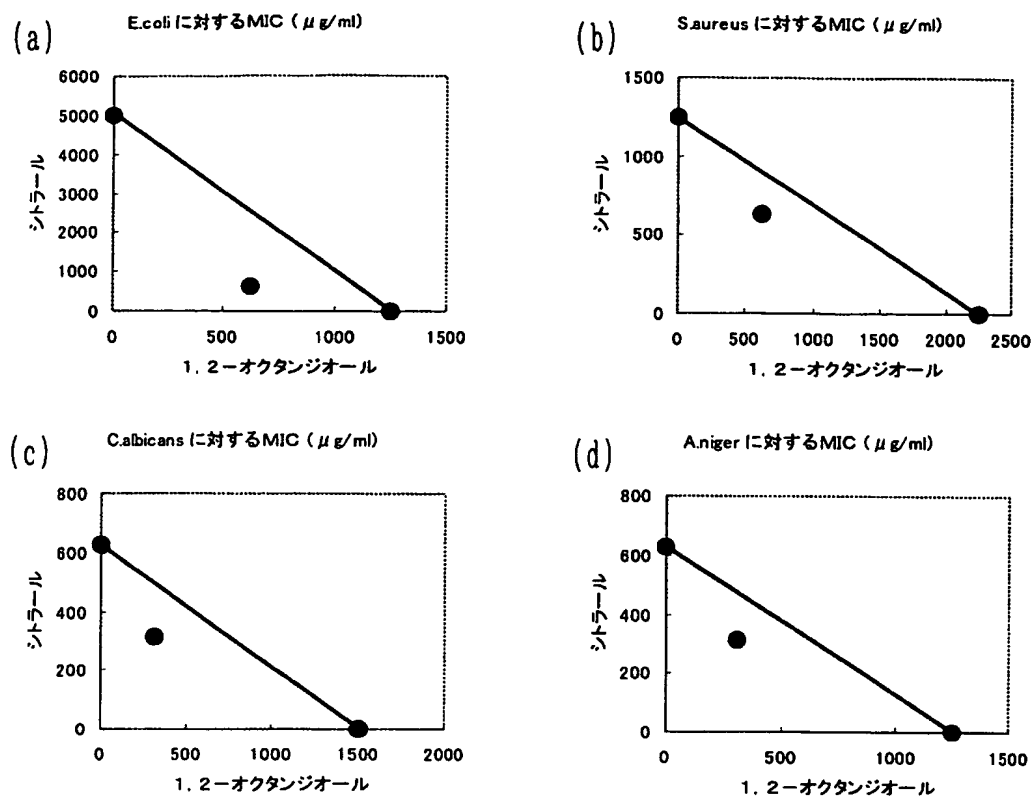 (a)
E.coli に対するMIC ( μg/ml)
6000
5000
4000
3000
2000
1000
0
シトラール
0 500 1000 1500
1, 2-オクタンジオール
(b)
S.aureus に対するMIC ( μg/ml)
1500
1000
500
0
シトラール
0 500 1000 1500 2000 2500
1, 2-オクタンジオール
(c)
C.albicans に対するMIC ( μg/ml)
800
600
400
200
0
シトラール
0 500 1000 1500 2000
1, 2-オクタンジオール
(d)
A.niger に対するMIC ( μg/ml)
800
600
400
200
0
シトラール
0 500 1000 1500
1, 2-オクタンジオール